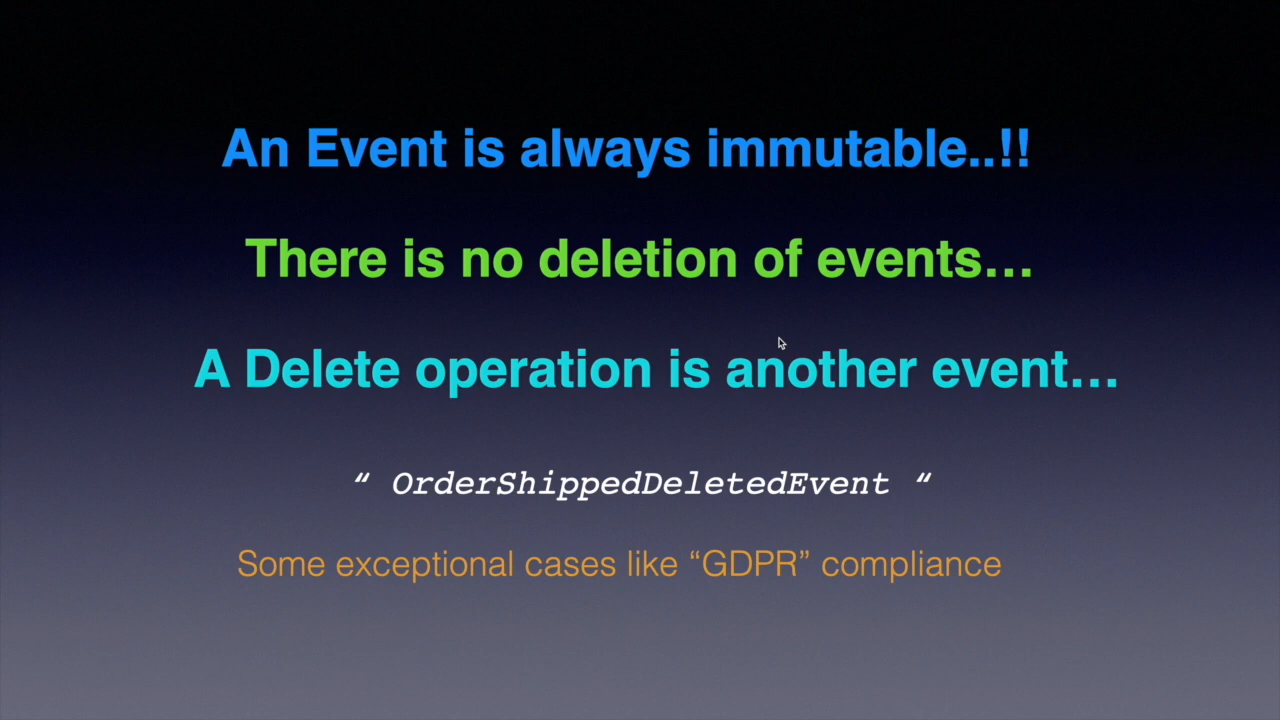 An Event is always immutable..!!
There is no deletion of events...
A Delete operation is another event...
“ OrderShippedDeletedEvent “
Some exceptional cases like “GDPR” compliance